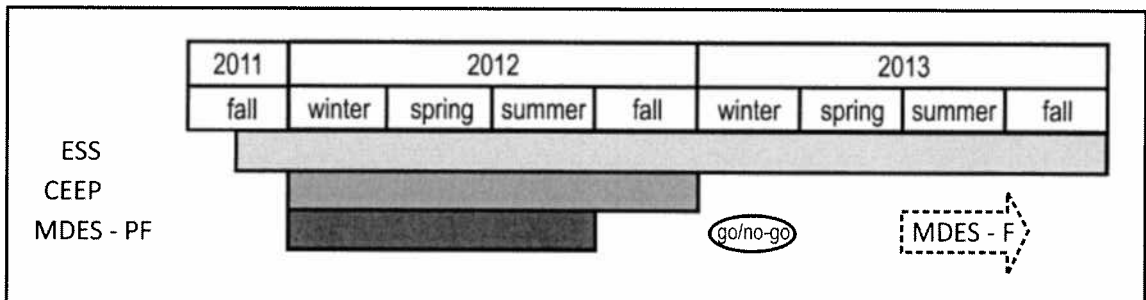 2011 2012 2013
fall winter spring summer fall winter spring summer fall
ESS
CEEP
MDES - PF go/no-go MDES - F